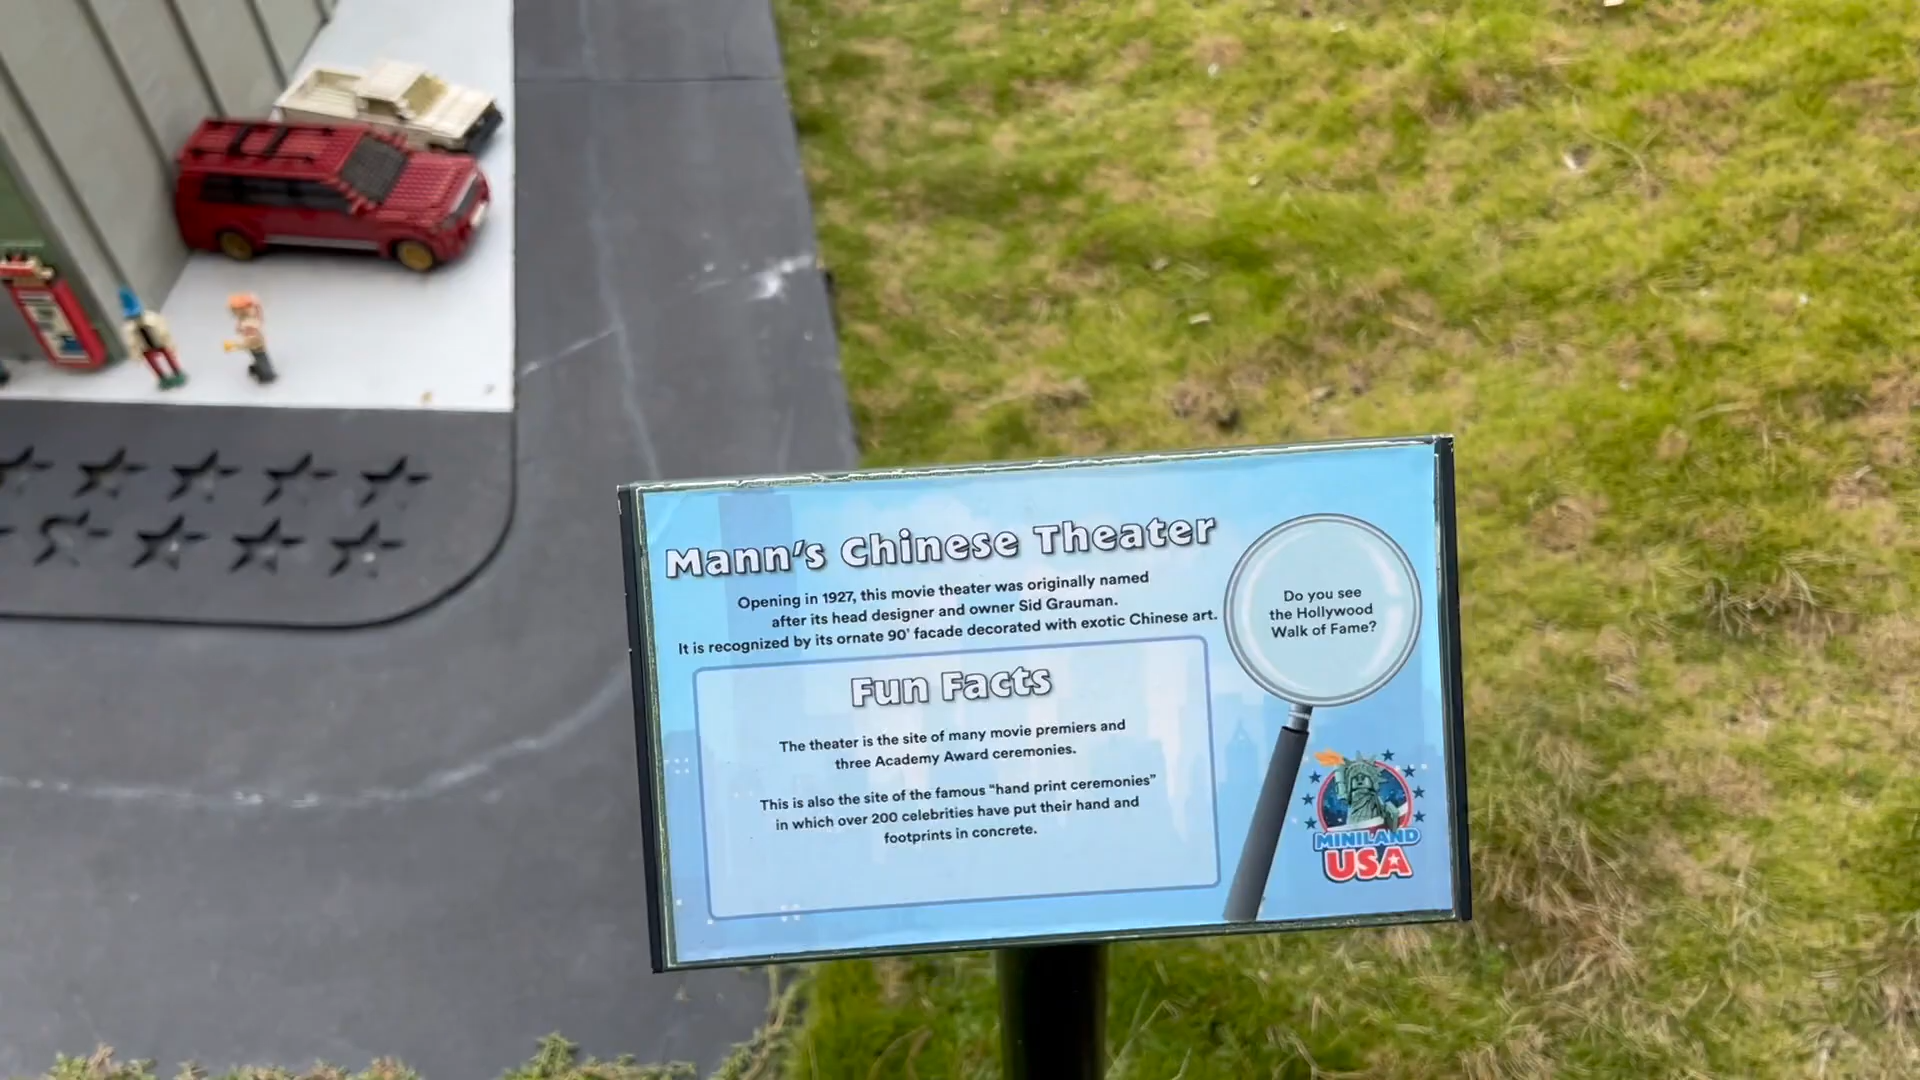 Mann's Chinese Theater
Opening in 1927, this movie theater was originally named
after its head designer and owner Sid Grauman.
It is recognized by its ornate 90' facade decorated with exotic Chinese art.
Do you see
the Hollywood
Walk of Fame?
Fun Facts
The theater is the site of many movie premiers and
three Academy Award ceremonies.
This is also the site of the famous "hand print ceremonies"
in which over 200 celebrities have put their hand and
footprints in concrete.
MINILAND
USA